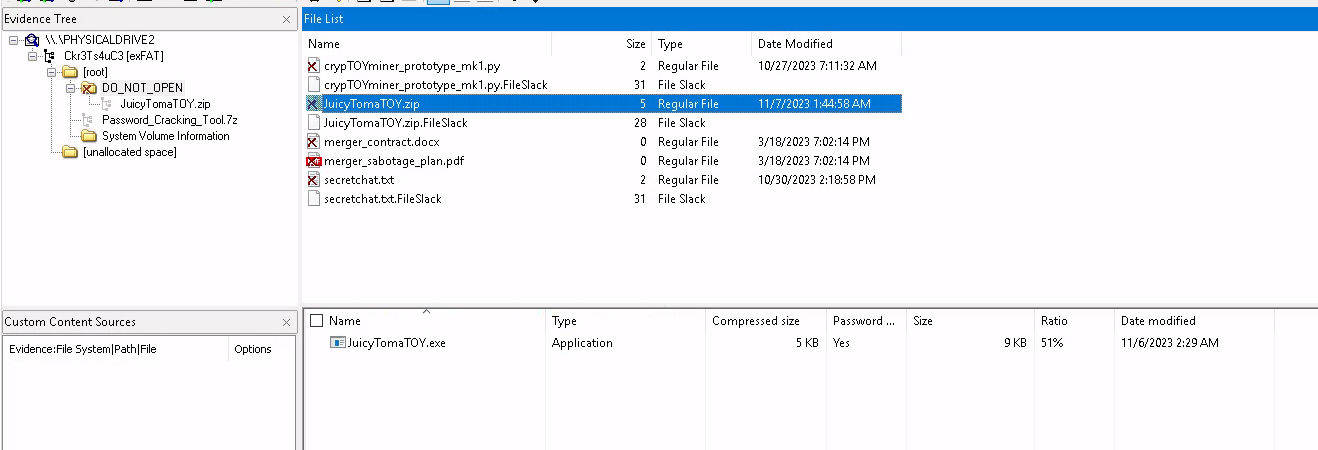 Evidence Tree
\\.\PHYSICALDRIVE2
Ckr3Ts4uC3 [exFAT]
[root]
DO_NOT_OPEN
JuicyTomaTOY.zip
Password_Cracking_Tool.7z
System Volume Information
[unallocated space]
File List
Name Size Type Date Modified
crypTOYminer_prototype_mk1.py 2 Regular File 10/27/2023 7:11:32 AM
crypTOYminer_prototype_mk1.py.FileSlack 31 File Slack
JuicyTomaTOY.zip 5 Regular File 11/7/2023 1:44:58 AM
JuicyTomaTOY.zip.FileSlack 28 File Slack
merger_contract.docx 0 Regular File 3/18/2023 7:02:14 PM
merger_sabotage_plan.pdf 0 Regular File 3/18/2023 7:02:14 PM
secretchat.txt 2 Regular File 10/30/2023 2:18:58 PM
secretchat.txt.FileSlack 31 File Slack
Custom Content Sources
Evidence:File System|Path|File Options
Name Type Compressed size Password ... Size Ratio Date modified
JuicyTomaTOY.exe Application 5 KB Yes 9 KB 51% 11/6/2023 2:29 AM